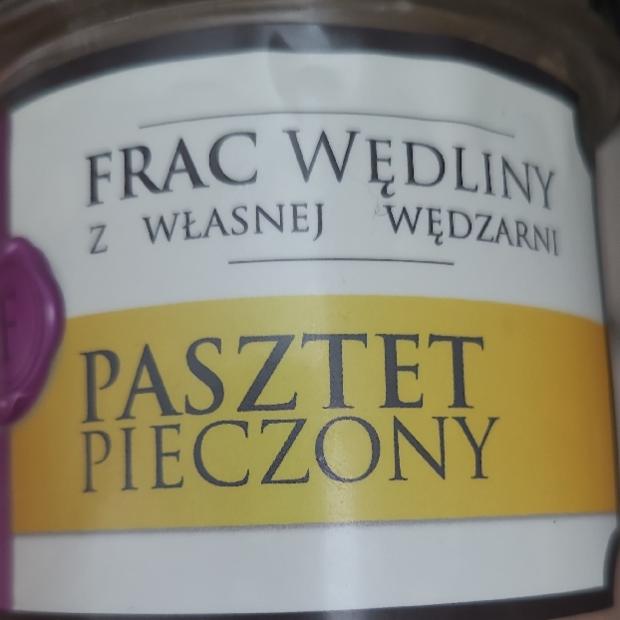 FRAC WĘDLINY
Z WŁASNEJ WĘDZARNI
PASZTET
PIECZONY